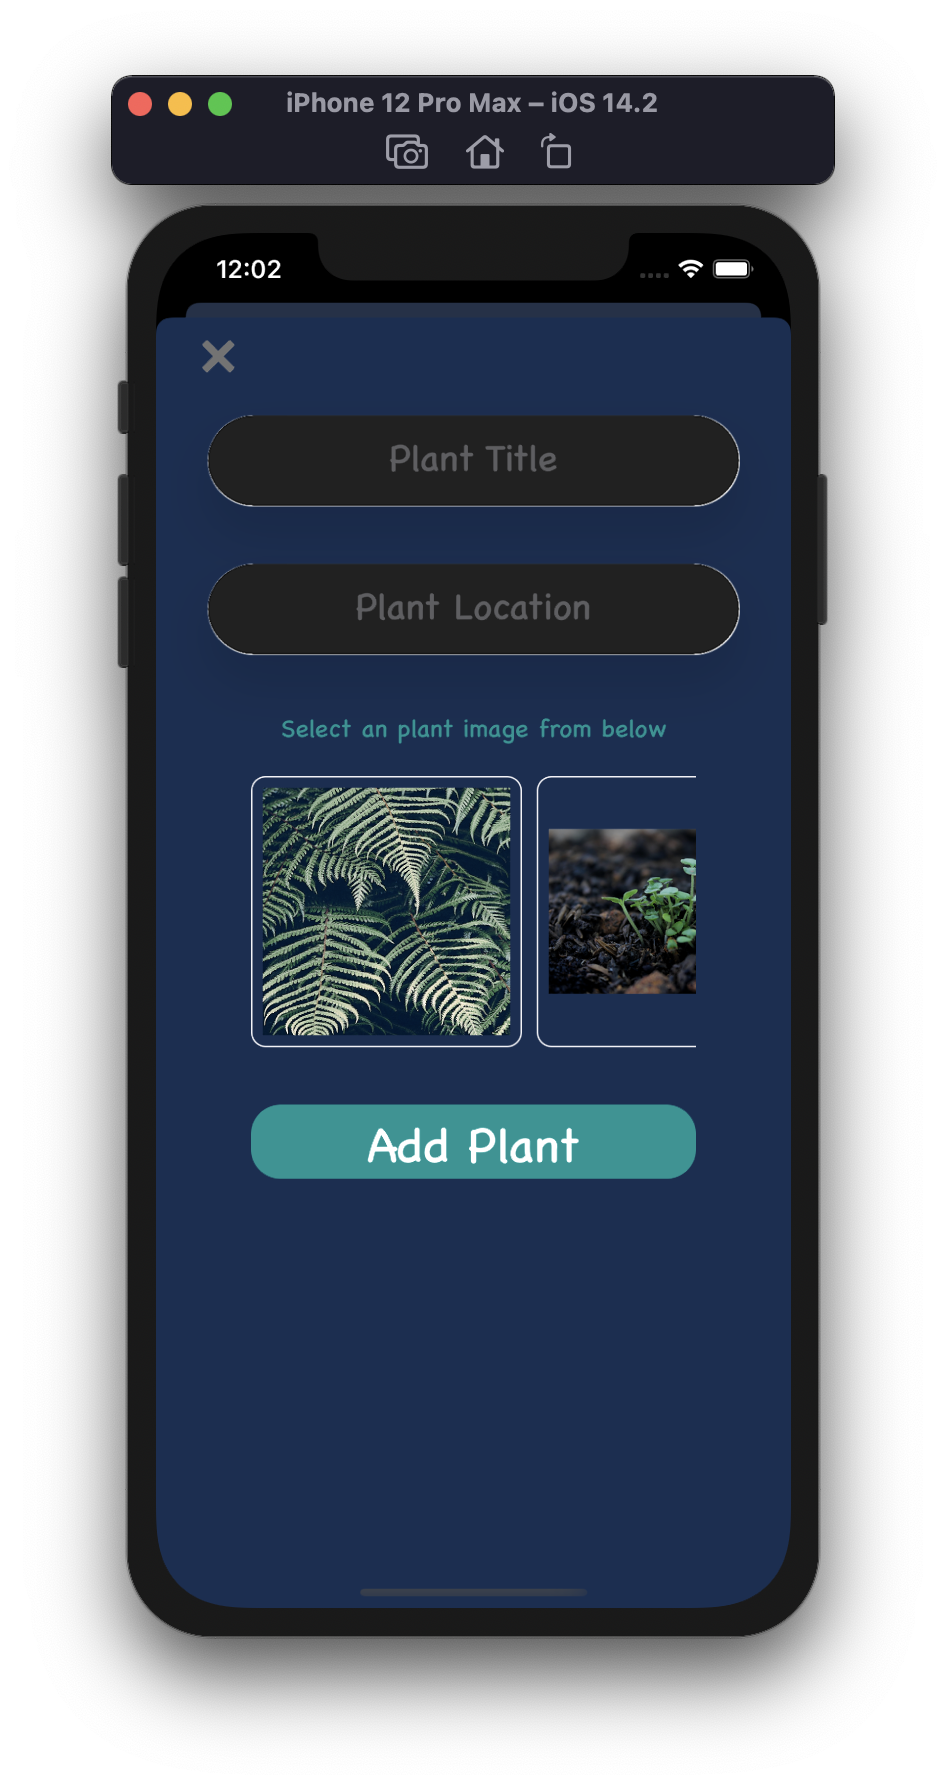 iPhone 12 Pro Max – iOS 14.2
12:02
Plant Title
Plant Location
Select an plant image from below
Add Plant